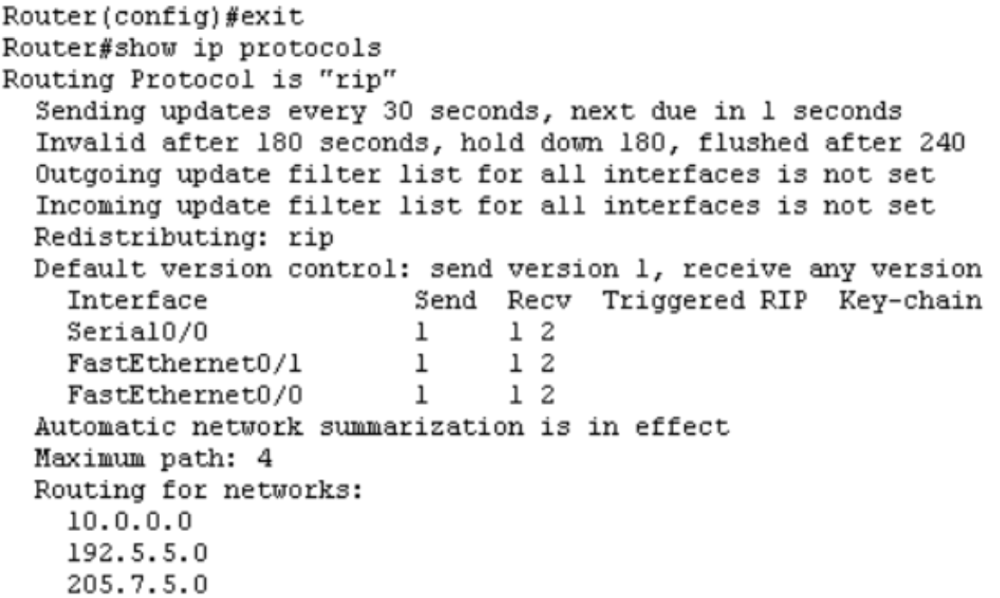 Router(config)#exit
Router#show ip protocols
Routing Protocol is "rip"
Sending updates every 30 seconds, next due in 1 seconds
Invalid after 180 seconds, hold down 180, flushed after 240
Outgoing update filter list for all interfaces is not set
Incoming update filter list for all interfaces is not set
Redistributing: rip
Default version control: send version 1, receive any version
Interface Send Recv Triggered RIP Key-chain
Serial0/0 1 1 2
FastEthernet0/1 1 1 2
FastEthernet0/0 1 1 2
Automatic network summarization is in effect
Maximum path: 4
Routing for networks:
10.0.0.0
192.5.5.0
205.7.5.0